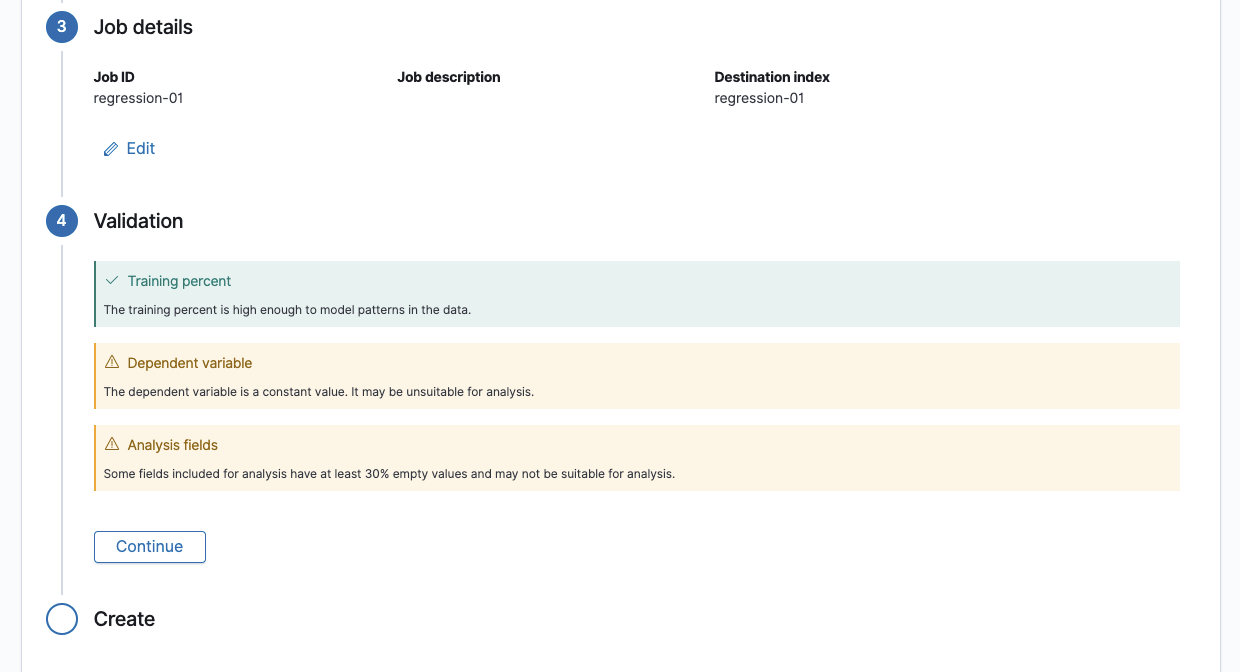 3 Job details
Job ID Job description Destination index
regression-01 regression-01
Edit
4 Validation
Training percent
The training percent is high enough to model patterns in the data.
Dependent variable
The dependent variable is a constant value. It may be unsuitable for analysis.
Analysis fields
Some fields included for analysis have at least 30% empty values and may not be suitable for analysis.
Continue
Create